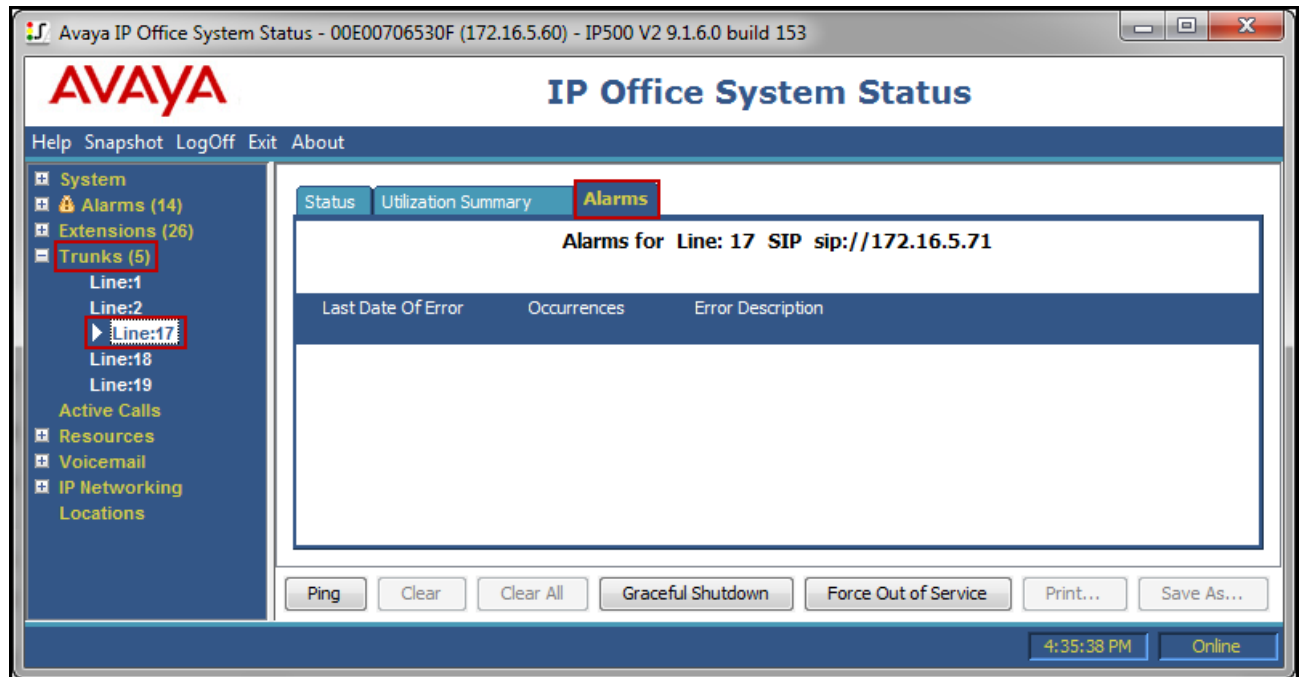 Avaya IP Office System Status - 00E00706530F (172.16.5.60) - IP500 V2 9.1.6.0 build 153
AVAYA
IP Office System Status
Help Snapshot LogOff Exit About
System
Alarms (14)
Extensions (26)
Trunks (5)
Line:1
Line:2
Line:17
Line:18
Line:19
Active Calls
Resources
Voicemail
IP Networking
Locations
Status Utilization Summary Alarms
Alarms for Line: 17 SIP sip://172.16.5.71
Last Date Of Error Occurrences Error Description
Ping Clear Clear All Graceful Shutdown Force Out of Service Print... Save As...
4:35:38 PM Online